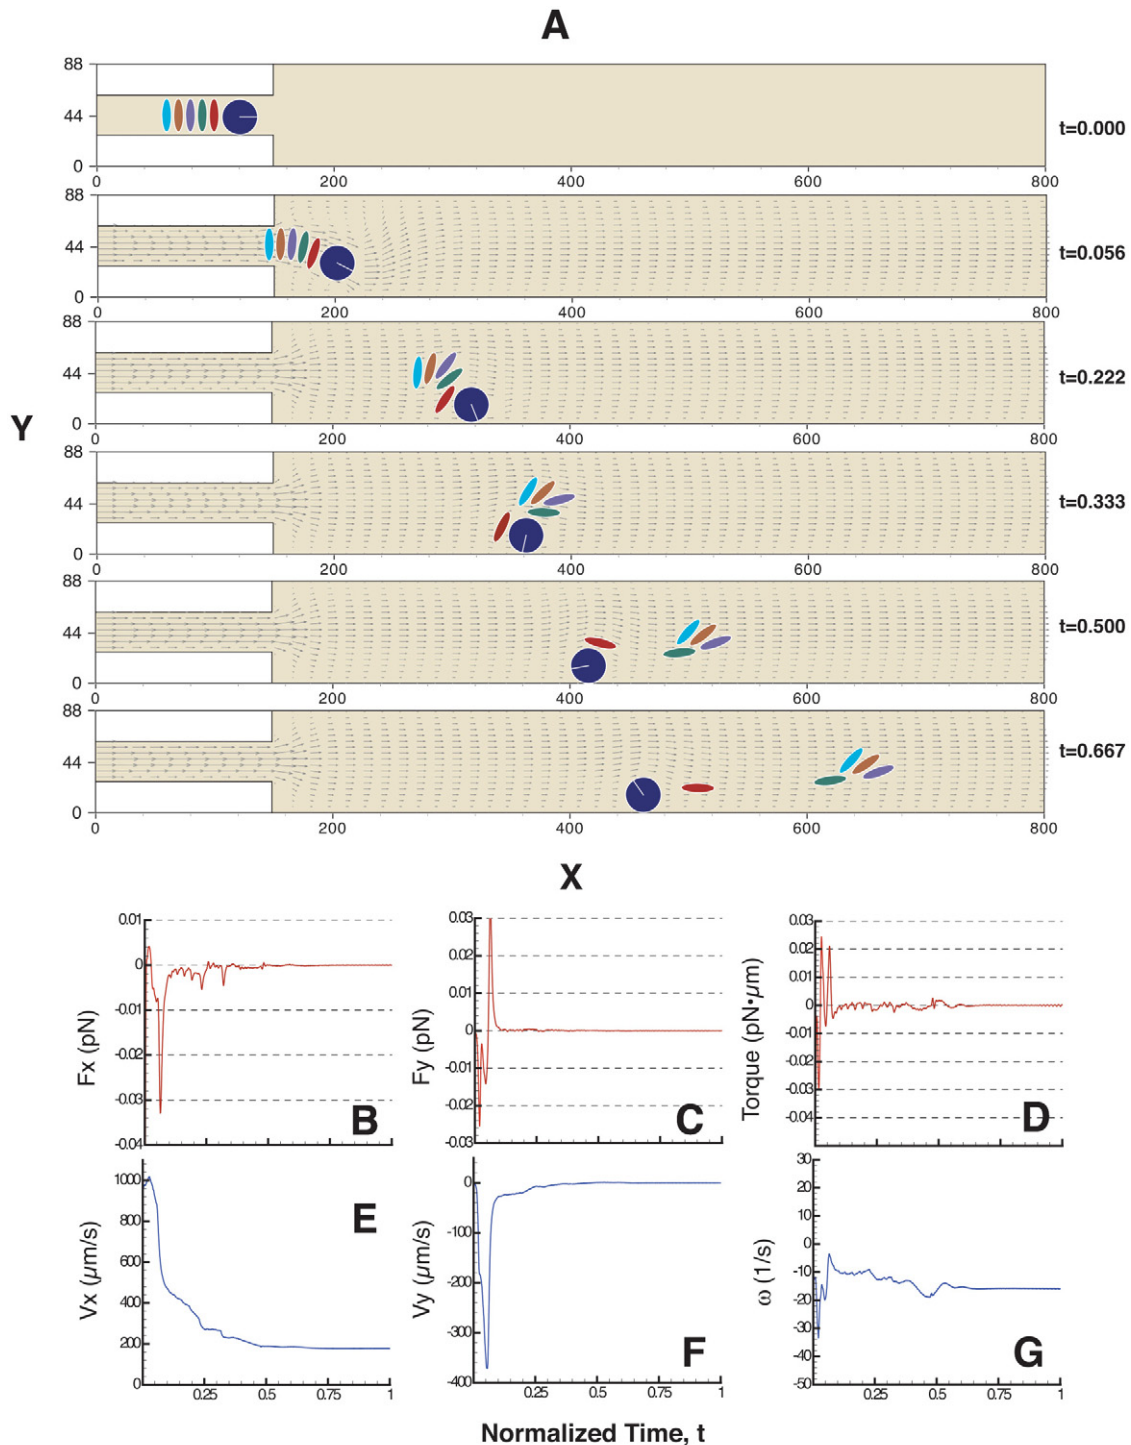 A
88
44
0
0 200 400 600 800
t=0.000
88
44
0
0 200 400 600 800
t=0.056
88
44
0
0 200 400 600 800
t=0.222
Y
88
44
0
0 200 400 600 800
t=0.333
88
44
0
0 200 400 600 800
t=0.500
88
44
0
0 200 400 600 800
t=0.667
X
0.01
0
-0.01
-0.02
-0.03
-0.04
Fx (pN)
B
0.03
0.02
0.01
0
-0.01
-0.02
-0.03
Fy (pN)
C
0.03
0.02
0.01
0
-0.01
-0.02
-0.03
-0.04
Torque (pN•µm)
D
1000
800
600
400
200
0
Vx (µm/s)
E
0.25 0.5 0.75 1
0
-100
-200
-300
-400
Vy (µm/s)
F
0.25 0.5 0.75 1
30
20
10
0
-10
-20
-30
-40
-50
ω (1/s)
G
0.25 0.5 0.75 1
Normalized Time, t